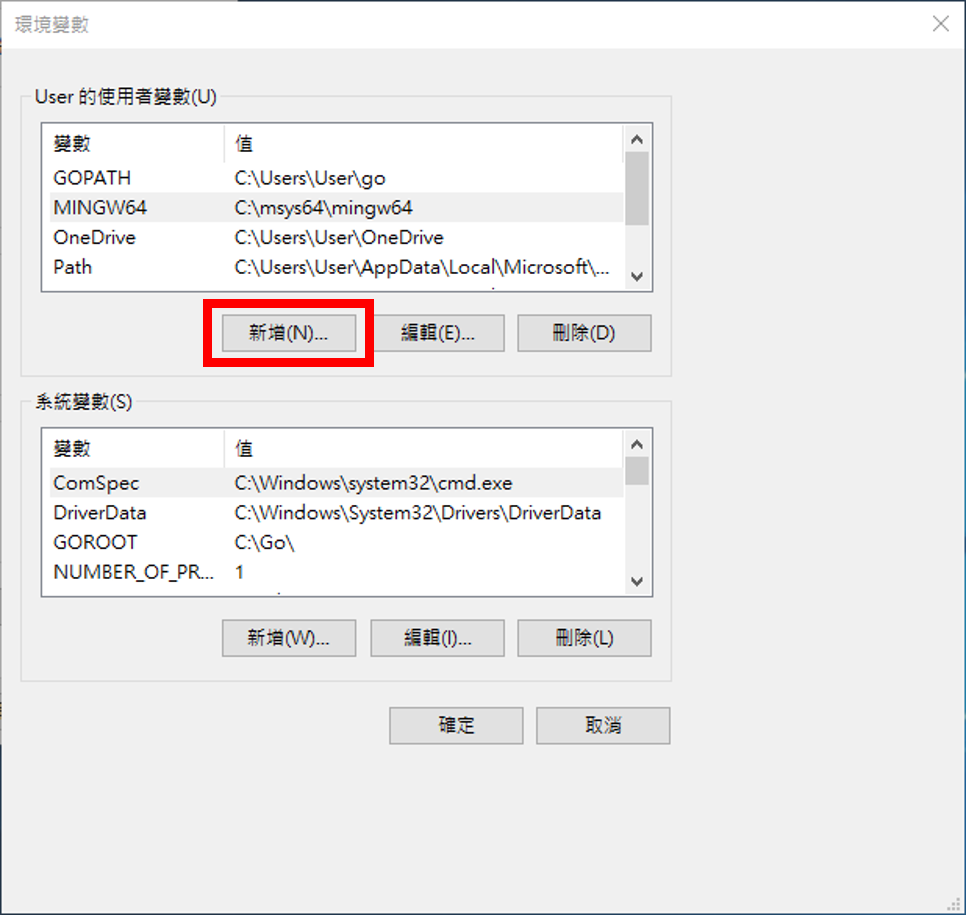 環境變數
User 的使用者變數(U)
變數 值
GOPATH C:\Users\User\go
MINGW64 C:\msys64\mingw64
OneDrive C:\Users\User\OneDrive
Path C:\Users\User\AppData\Local\Microsoft\...
新增(N)... 編輯(E)... 刪除(D)
系統變數(S)
變數 值
ComSpec C:\Windows\system32\cmd.exe
DriverData C:\Windows\System32\Drivers\DriverData
GOROOT C:\Go\
NUMBER_OF_PR... 1
新增(W)... 編輯(I)... 刪除(L)
確定 取消